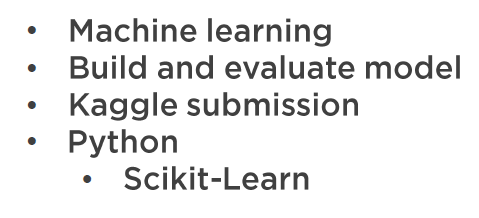 • Machine learning
• Build and evaluate model
• Kaggle submission
• Python
• Scikit-Learn